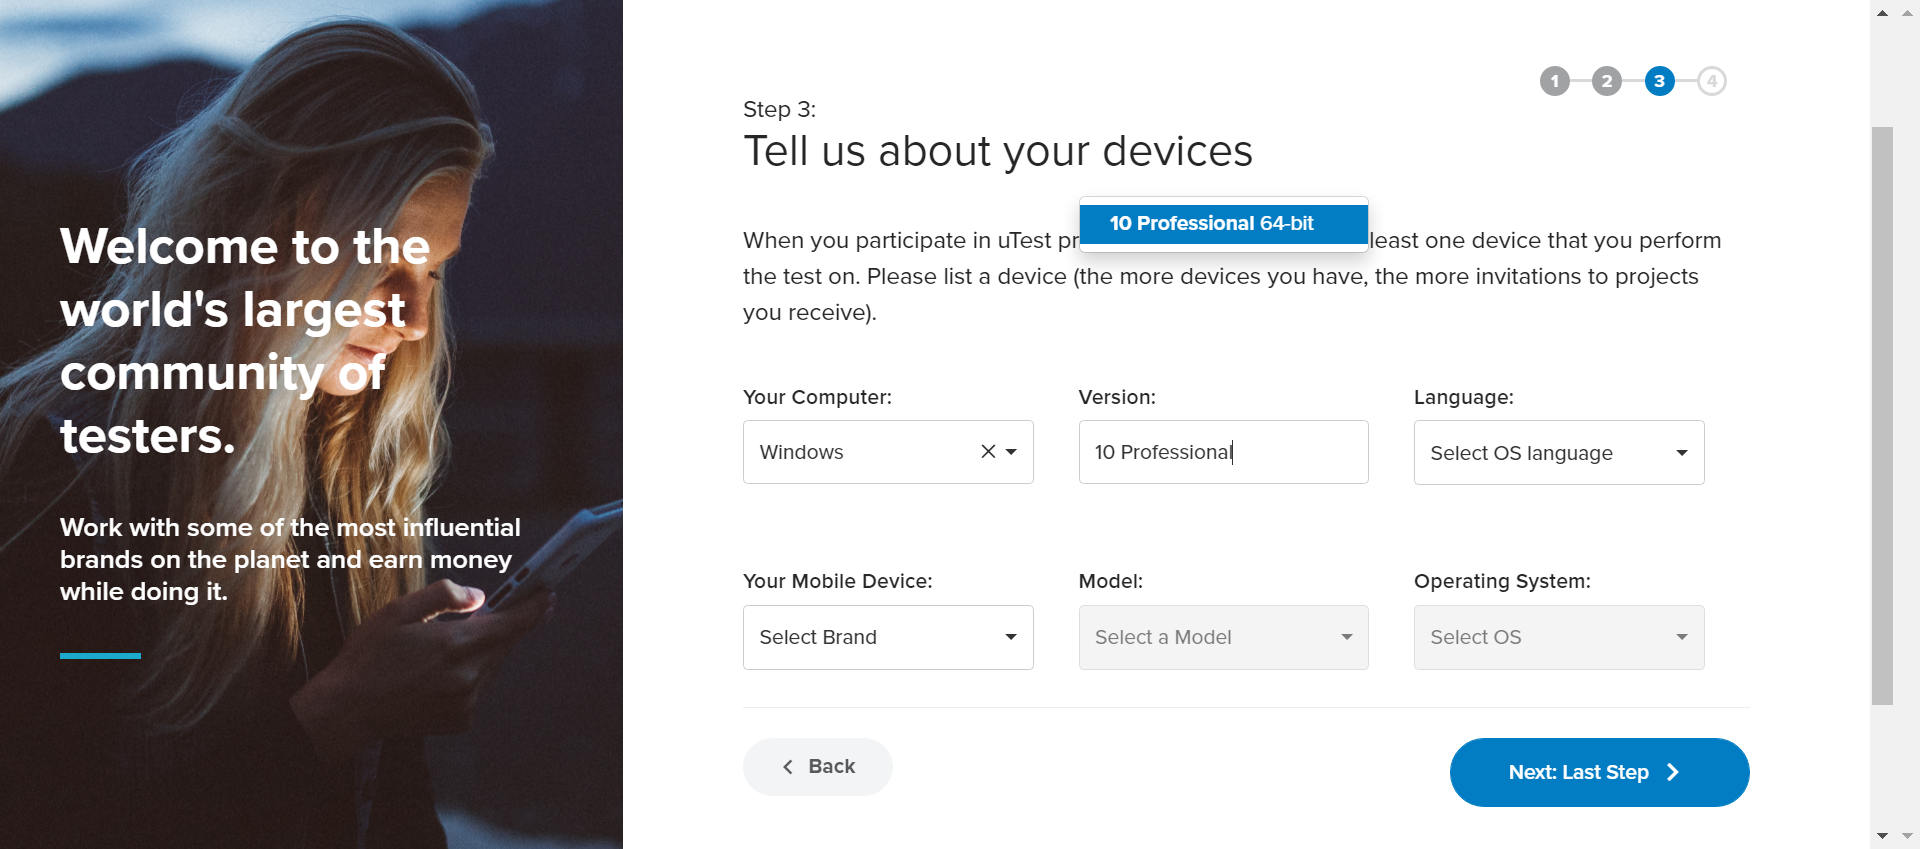 Welcome to the
world's largest
community of
testers.
Work with some of the most influential
brands on the planet and earn money
while doing it.
1 2 3 4
Step 3:
Tell us about your devices
10 Professional 64-bit
When you participate in uTest pr least one device that you perform
the test on. Please list a device (the more devices you have, the more invitations to projects
you receive).
Your Computer: Version: Language:
Windows 10 Professional Select OS language
Your Mobile Device: Model: Operating System:
Select Brand Select a Model Select OS
Back Next: Last Step